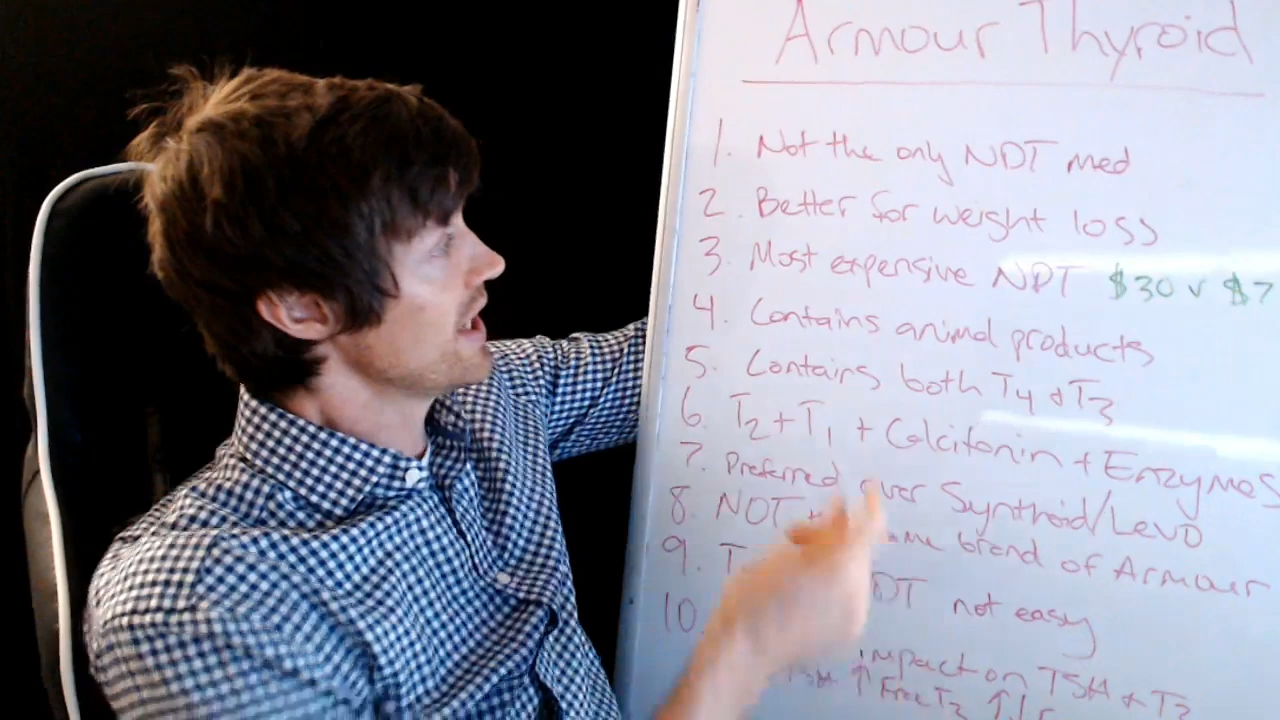 Armour Thyroid
1. Not the only NDT med
2. Better for weight loss
3. Most expensive NDT $30 v $7
4. Contains animal products
5. Contains both T4 & T3
6. T2 + T1 + Calcitonin + Enzymes
7. Preferred over Synthroid/Levo
8. NOT brand of Armour
9. not easy
10. impact on TSH & T3
Free T3 ↑